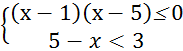 (x − 1)(x − 5)≤0
5 − x < 3